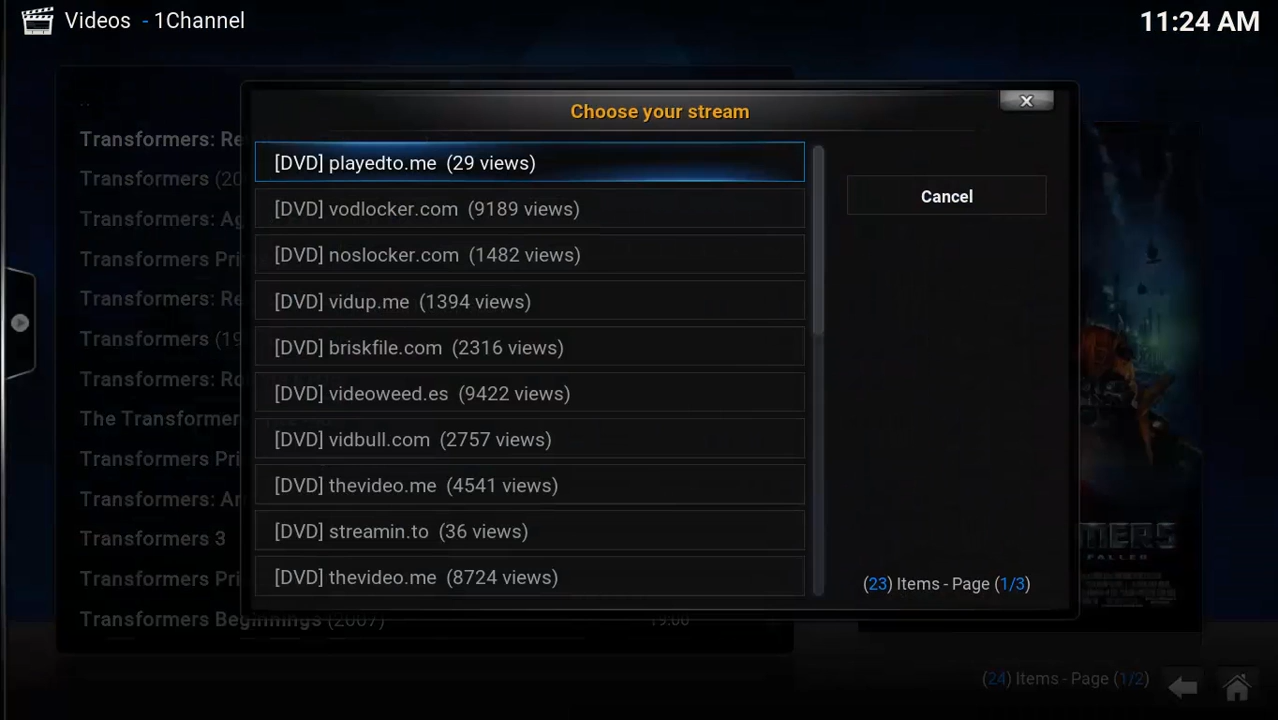 Videos - 1Channel
11:24 AM
Choose your stream
x
..
Transformers: Re
Transformers (20
Transformers: Ag
Transformers Pri
Transformers: Re
Transformers (19
Transformers: Ro
The Transformer
Transformers Pri
Transformers: Ar
Transformers 3
Transformers Pri
Transformers Beginnings (2007)
19:00
[DVD] playedto.me (29 views)
[DVD] vodlocker.com (9189 views)
[DVD] noslocker.com (1482 views)
[DVD] vidup.me (1394 views)
[DVD] briskfile.com (2316 views)
[DVD] videoweed.es (9422 views)
[DVD] vidbull.com (2757 views)
[DVD] thevideo.me (4541 views)
[DVD] streamin.to (36 views)
[DVD] thevideo.me (8724 views)
Cancel
(23) Items - Page (1/3)
MERS
FALLEN
(24) Items - Page (1/2)